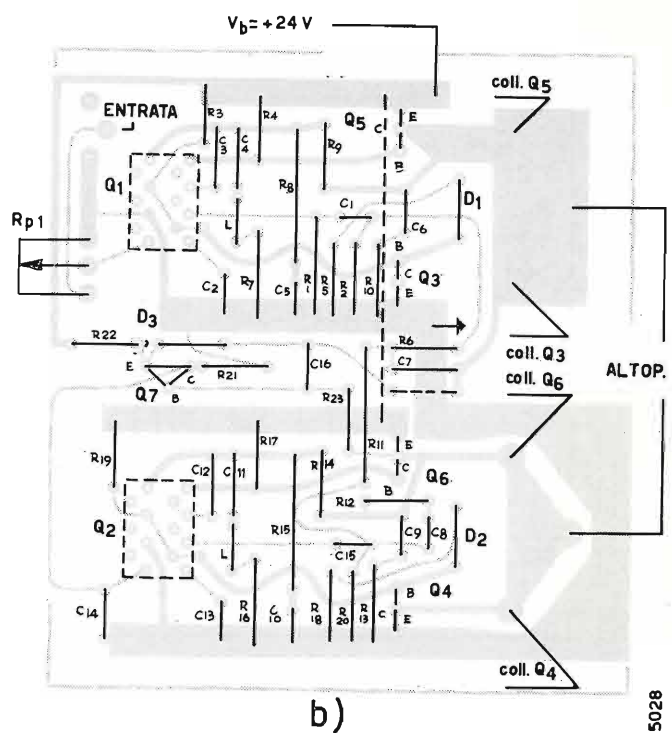 Vb = +24 V
coll. Q5
ENTRATA
R3
R4
Q5
C
E
C3
C4
R9
B
Q1
R8
D1
Rp1
L
C1
C6
B
C2
R7
C5
R1
R5
R2
R10
C
Q3
E
D3
R22
R6
coll. Q3
E
C
R21
C16
C7
coll. Q6
ALTOP.
Q7
B
R23
R17
R11
E
R19
C12
C11
R14
C
Q6
B
R12
Q2
R15
C9
C8
D2
L
C15
C14
C13
R16
C10
R18
R20
R13
C
B
Q4
E
coll. Q4
b)
5028